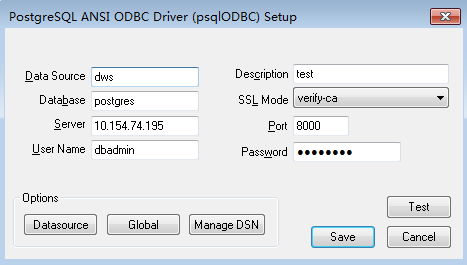 PostgreSQL ANSI ODBC Driver (psqlODBC) Setup
Data Source dws Description test
Database postgres SSL Mode verify-ca
Server 10.154.74.195 Port 8000
User Name dbadmin Password ●●●●●●●●
Options
Test
Datasource Global Manage DSN Save Cancel